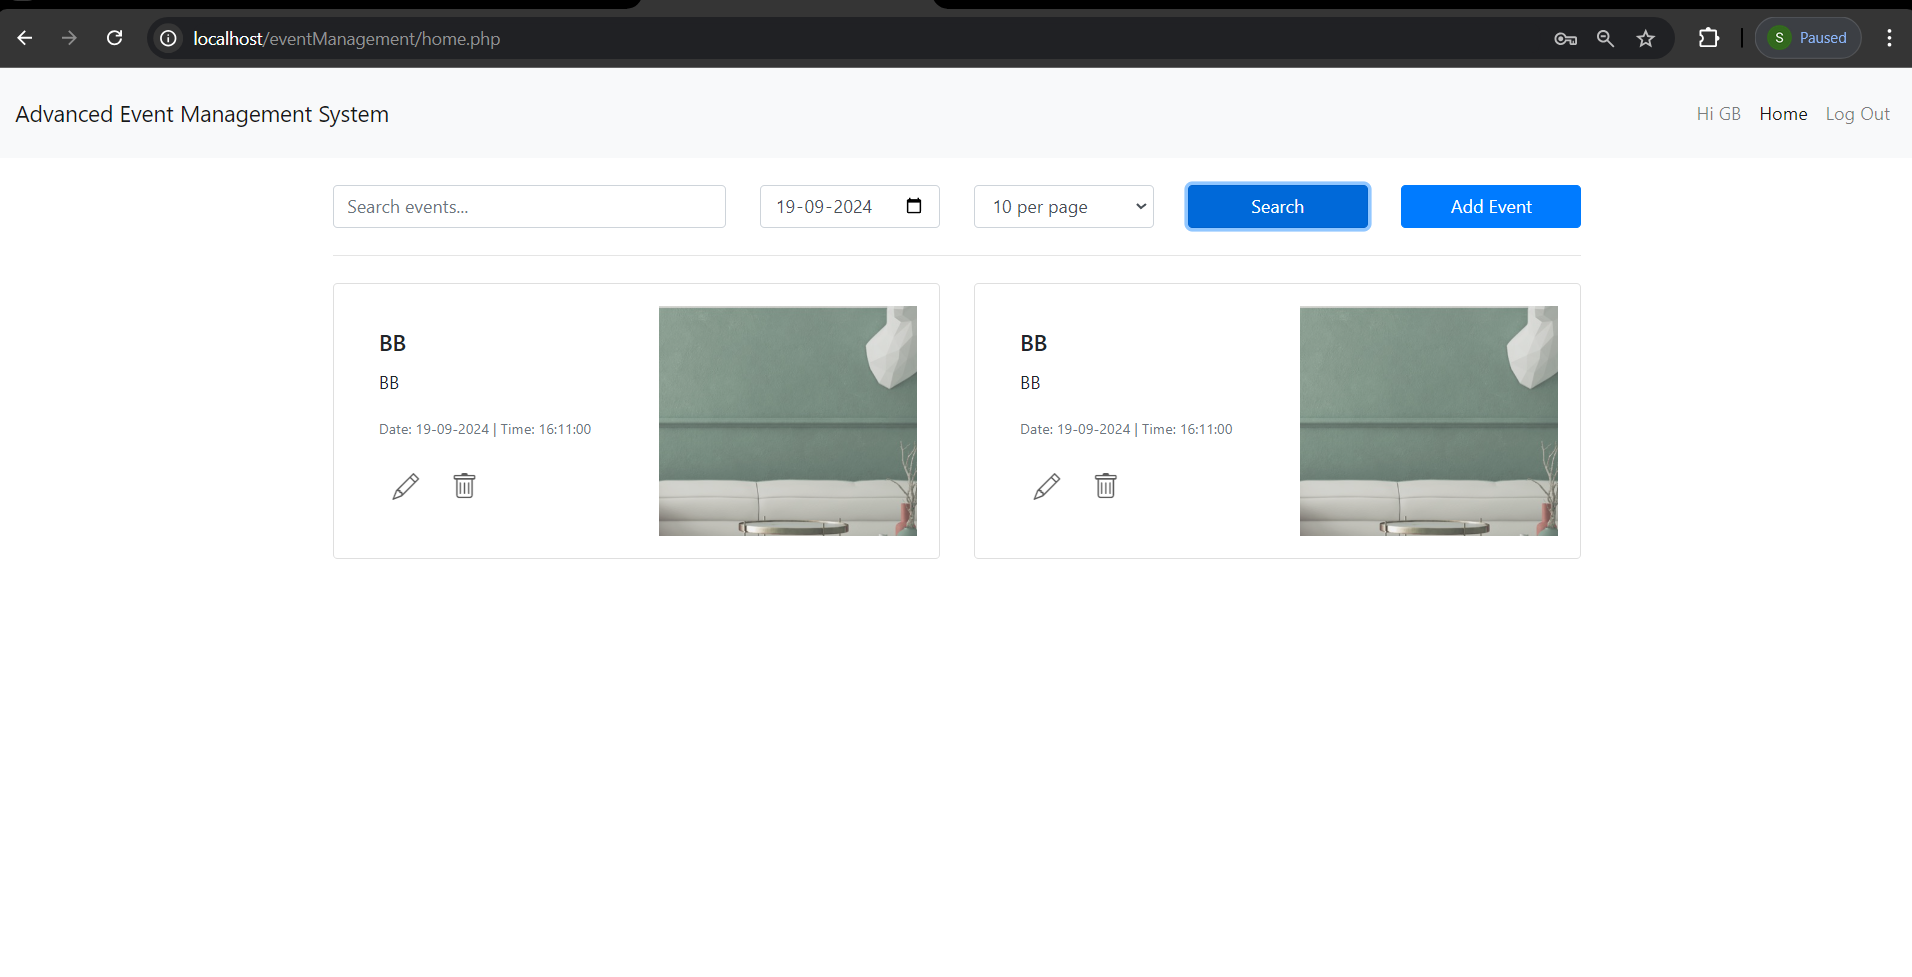 localhost/eventManagement/home.php
S Paused
Advanced Event Management System
Hi GB Home Log Out
Search events...
19-09-2024
10 per page
Search
Add Event
BB
BB
Date: 19-09-2024 | Time: 16:11:00
BB
BB
Date: 19-09-2024 | Time: 16:11:00